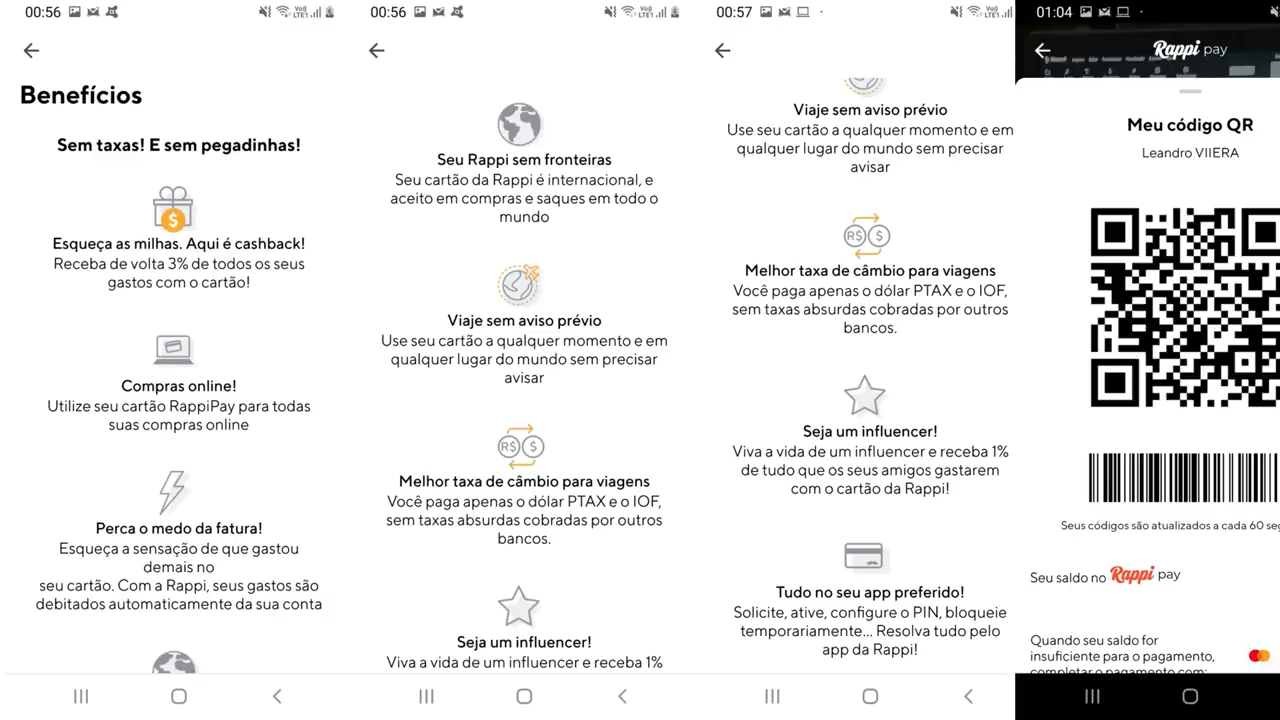 00:56
VoLTE1
Benefícios
Sem taxas! E sem pegadinhas!
Esqueça as milhas. Aqui é cashback!
Receba de volta 3% de todos os seus
gastos com o cartão!
Compras online!
Utilize seu cartão RappiPay para todas
suas compras online
Perca o medo da fatura!
Esqueça a sensação de que gastou
demais no
seu cartão. Com a Rappi, seus gastos são
debitados automaticamente da sua conta
00:56
Seu Rappi sem fronteiras
Seu cartão da Rappi é internacional, e
aceito em compras e saques em todo o
mundo
Viaje sem aviso prévio
Use seu cartão a qualquer momento e em
qualquer lugar do mundo sem precisar
avisar
R$ $
Melhor taxa de câmbio para viagens
Você paga apenas o dólar PTAX e o IOF,
sem taxas absurdas cobradas por outros
bancos.
Seja um influencer!
Viva a vida de um influencer e receba 1%
00:57
Viaje sem aviso prévio
Use seu cartão a qualquer momento e em
qualquer lugar do mundo sem precisar
avisar
R$ $
Melhor taxa de câmbio para viagens
Você paga apenas o dólar PTAX e o IOF,
sem taxas absurdas cobradas por outros
bancos.
Seja um influencer!
Viva a vida de um influencer e receba 1%
de tudo que os seus amigos gastarem
com o cartão da Rappi!
Tudo no seu app preferido!
Solicite, ative, configure o PIN, bloqueie
temporariamente... Resolva tudo pelo
app da Rappi!
01:04
Rappi pay
Meu código QR
Leandro VIIERA
Seus códigos são atualizados a cada 60 seg
Seu saldo no Rappi pay
Quando seu saldo for
insuficiente para o pagamento,
completar o pagamento com: